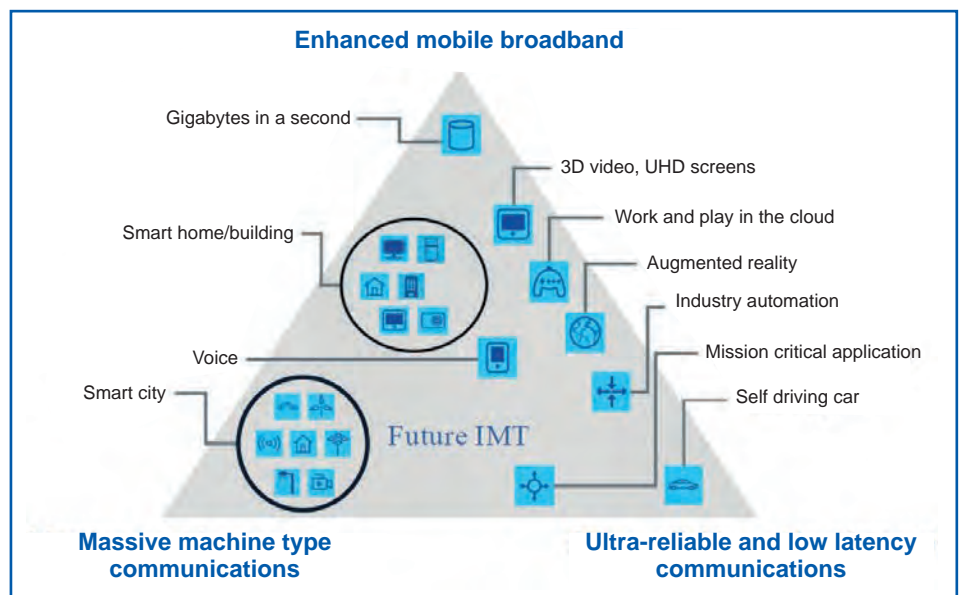 Enhanced mobile broadband
Gigabytes in a second
3D video, UHD screens
Work and play in the cloud
Smart home/building
Augmented reality
Industry automation
Voice
Mission critical application
Smart city
Self driving car
Future IMT
Massive machine type
communications
Ultra-reliable and low latency
communications